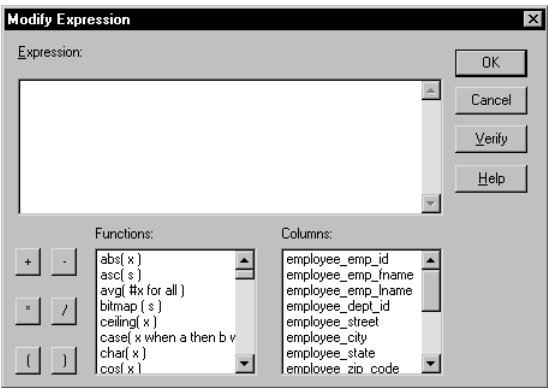 Modify Expression
Expression:
OK
Cancel
Verify
Help
Functions:
Columns:
+ -
* /
( )
abs( x )
asc( s )
avg( #x for all )
bitmap ( s )
ceiling( x )
case( x when a then b w
char( x )
cos( x )
employee_emp_id
employee_emp_fname
employee_emp_lname
employee_dept_id
employee_street
employee_city
employee_state
employee_zip_code